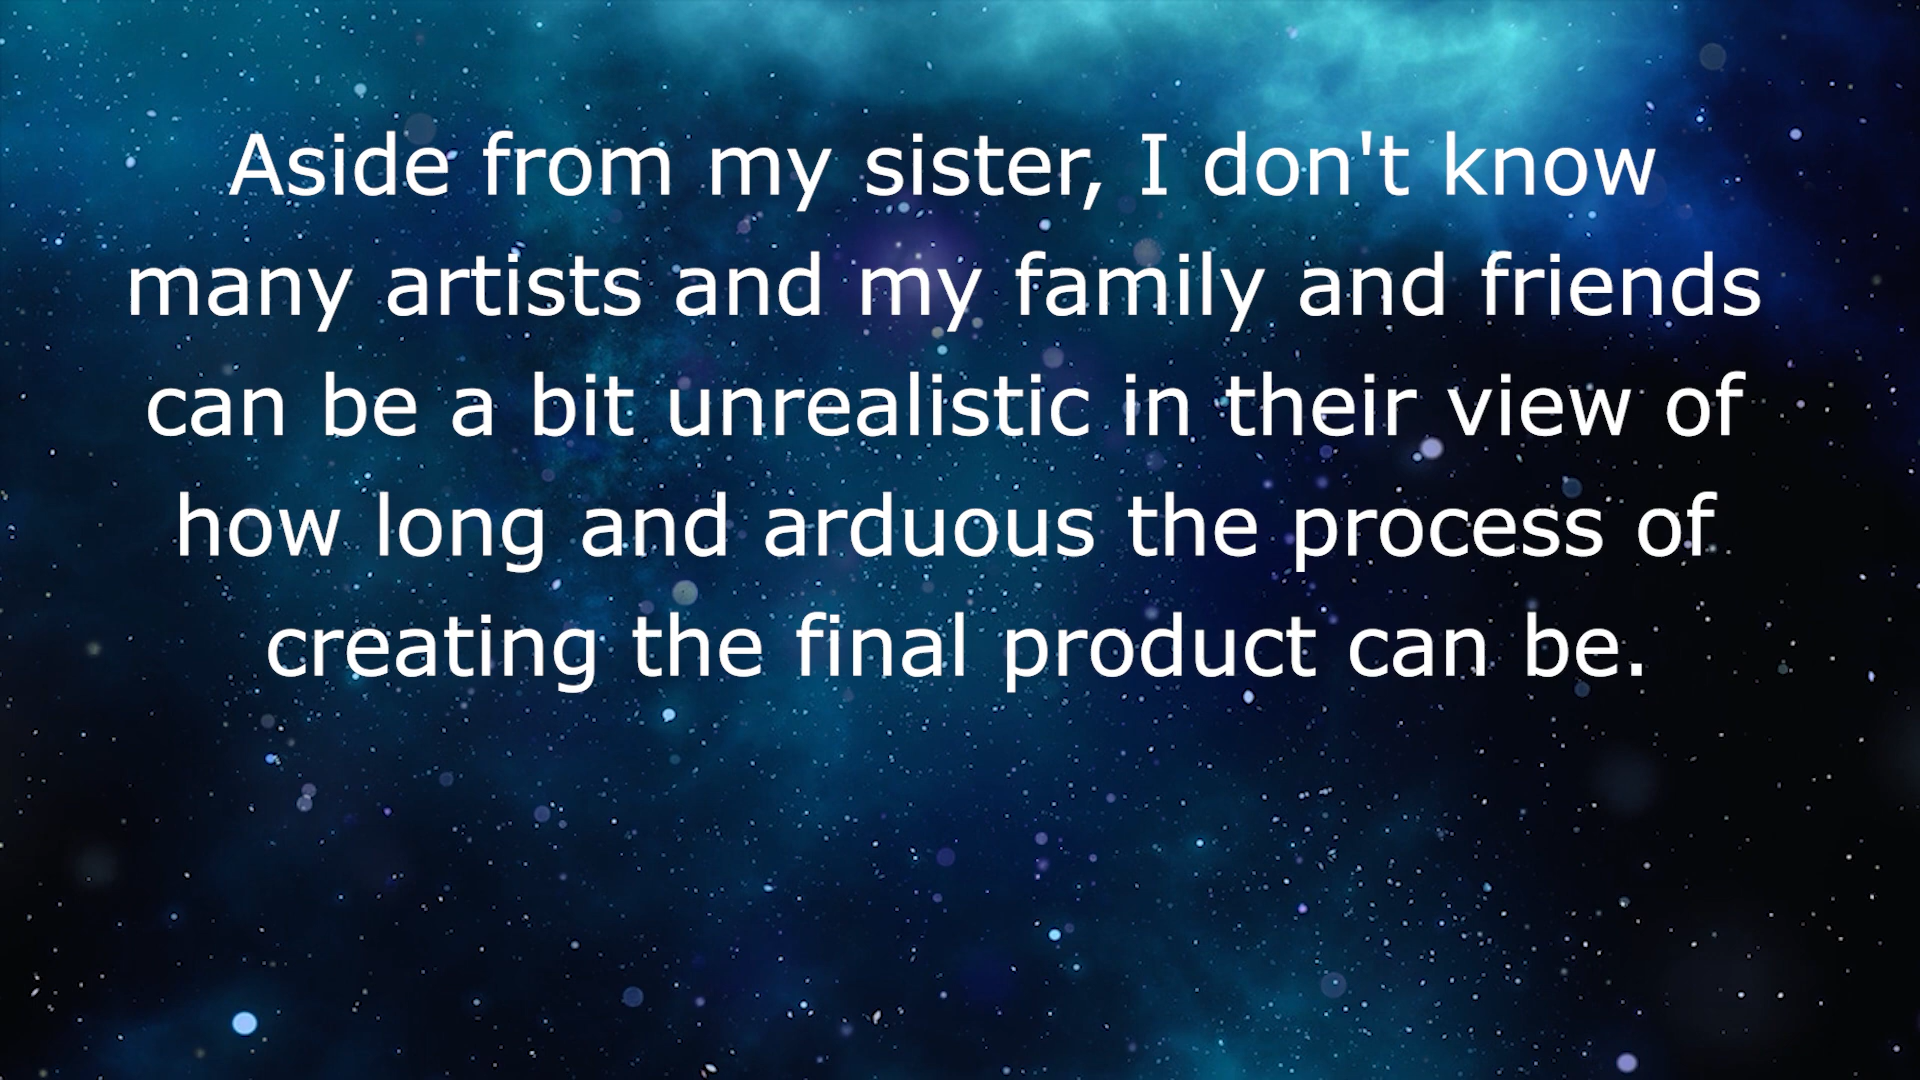 Aside from my sister, I don't know
many artists and my family and friends
can be a bit unrealistic in their view of
how long and arduous the process of
creating the final product can be.